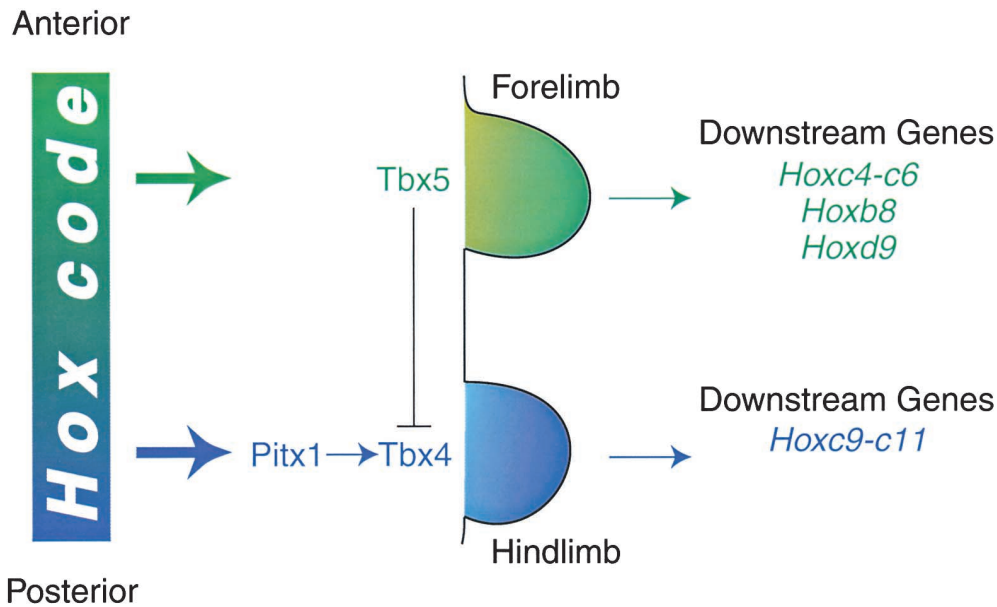 Anterior
Hox code
Posterior
Forelimb
Tbx5
Downstream Genes
Hoxc4-c6
Hoxb8
Hoxd9
Pitx1
Tbx4
Downstream Genes
Hoxc9-c11
Hindlimb